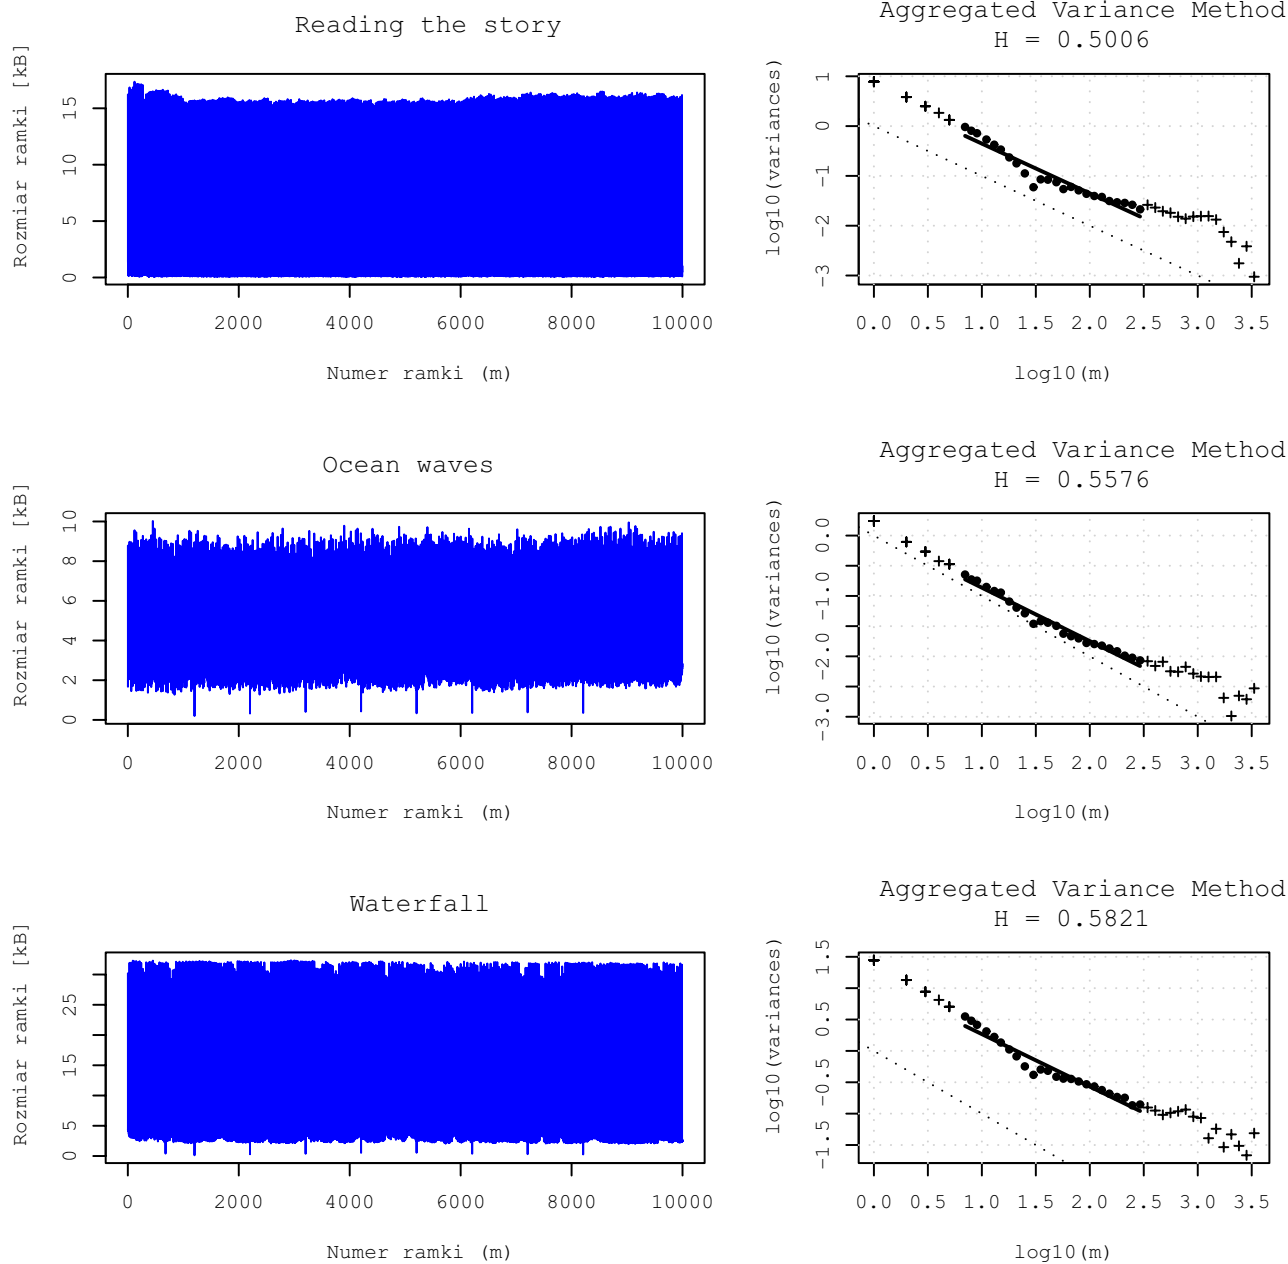 Reading the story
Rozmiar ramki [kB]
0 5 10 15
0 2000 4000 6000 8000 10000
Numer ramki (m)
Aggregated Variance Method
H = 0.5006
log10(variances)
-3 -2 -1 0 1
0.0 0.5 1.0 1.5 2.0 2.5 3.0 3.5
log10(m)
Ocean waves
Rozmiar ramki [kB]
0 2 4 6 8 10
0 2000 4000 6000 8000 10000
Numer ramki (m)
Aggregated Variance Method
H = 0.5576
log10(variances)
-3.0 -2.0 -1.0 0.0
0.0 0.5 1.0 1.5 2.0 2.5 3.0 3.5
log10(m)
Waterfall
Rozmiar ramki [kB]
0 5 15 25
0 2000 4000 6000 8000 10000
Numer ramki (m)
Aggregated Variance Method
H = 0.5821
log10(variances)
-1.5 -0.5 0.5 1.5
0.0 0.5 1.0 1.5 2.0 2.5 3.0 3.5
log10(m)